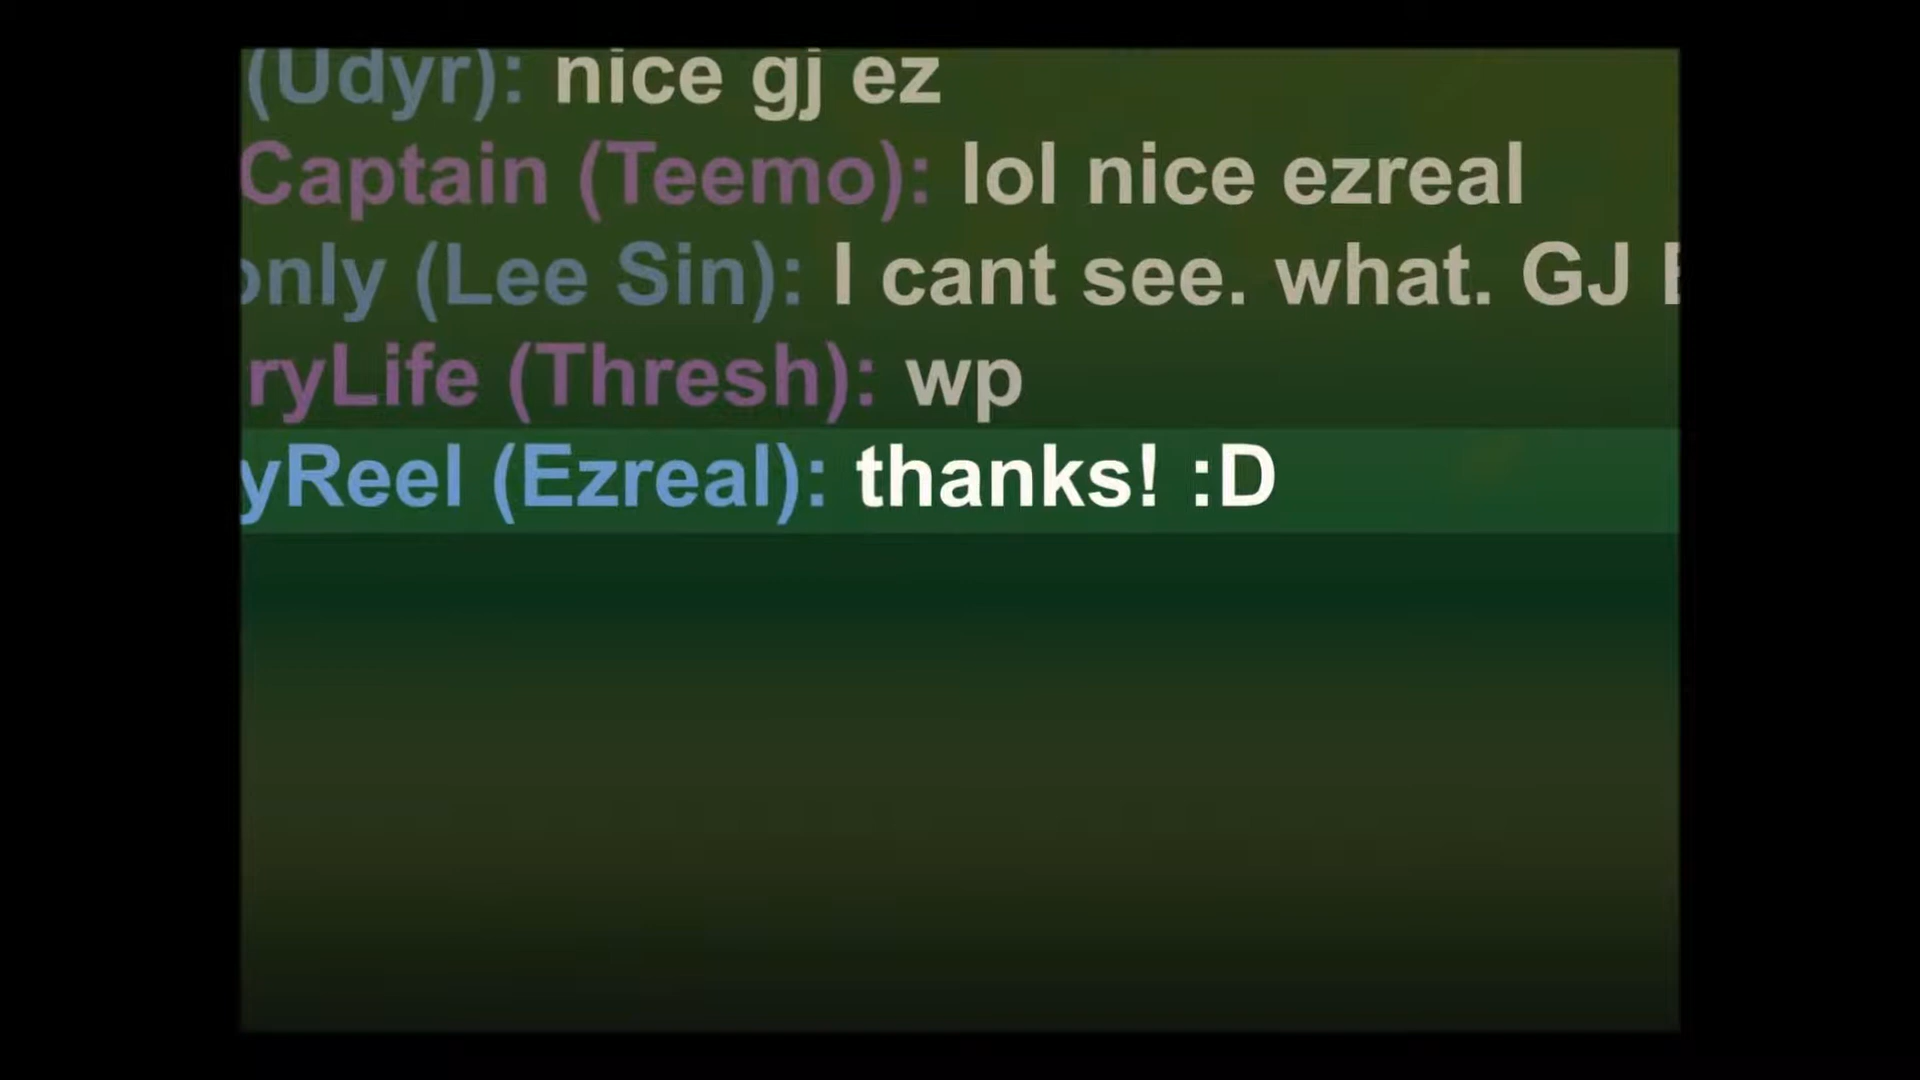 (Udyr): nice gj ez
Captain (Teemo): lol nice ezreal
only (Lee Sin): I cant see. what. GJ
ryLife (Thresh): wp
yReel (Ezreal): thanks! :D